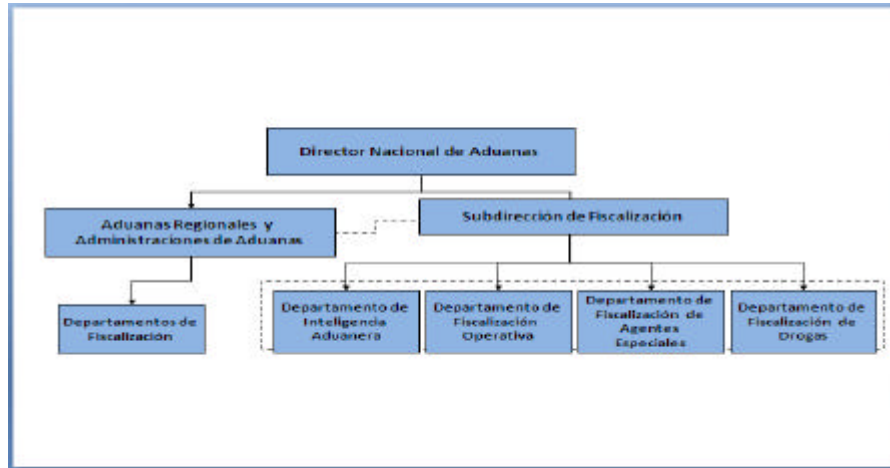 Director Nacional de Aduanas
Aduanas Regionales y
Administraciones de Aduanas
Subdirección de Fiscalización
Departamentos de
Fiscalización
Departamento de
Inteligencia
Aduanera
Departamento de
Fiscalización
Operativa
Departamento de
Fiscalización de
Agentes
Especiales
Departamento de
Fiscalización de
Drogas